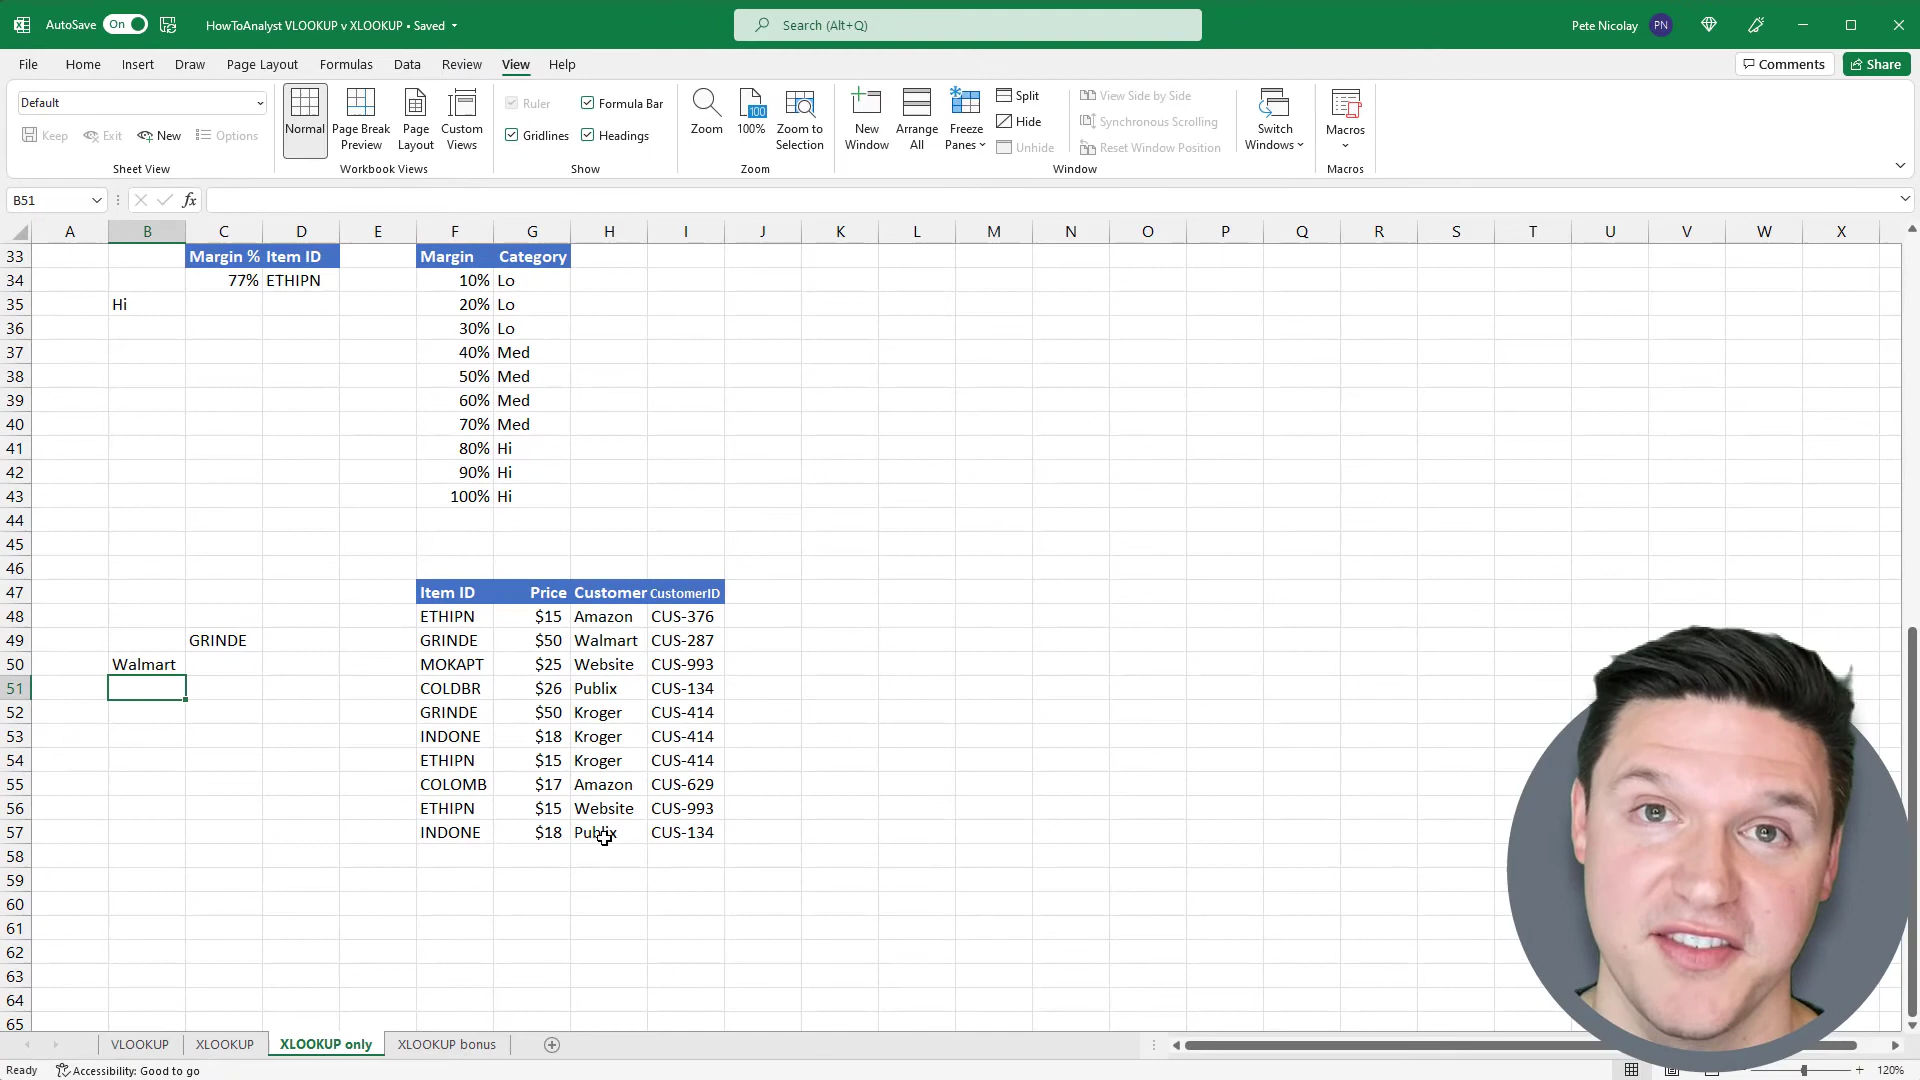 AutoSave On HowToAnalyst VLOOKUP v XLOOKUP • Saved Search (Alt+Q) Pete Nicolay PN
File Home Insert Draw Page Layout Formulas Data Review View Help Comments Share
Default
Keep Exit New Options
Sheet View
Normal
Page Break
Preview
Page
Layout
Custom
Views
Workbook Views
Ruler Formula Bar
Gridlines Headings
Show
Zoom
100
100%
Zoom to
Selection
Zoom
New
Window
Arrange
All
Freeze
Panes
Split
Hide
Unhide
View Side by Side
Synchronous Scrolling
Reset Window Position
Window
Switch
Windows
Macros
Macros
B51 fx
A B C D E F G H I J K L M N O P Q R S T U V W X
33 Margin % Item ID Margin Category
34 77% ETHIPN 10% Lo
35 Hi 20% Lo
36 30% Lo
37 40% Med
38 50% Med
39 60% Med
40 70% Med
41 80% Hi
42 90% Hi
43 100% Hi
44
45
46
47 Item ID Price Customer CustomerID
48 ETHIPN $15 Amazon CUS-376
49 GRINDE GRINDE $50 Walmart CUS-287
50 Walmart MOKAPT $25 Website CUS-993
51 COLDBR $26 Publix CUS-134
52 GRINDE $50 Kroger CUS-414
53 INDONE $18 Kroger CUS-414
54 ETHIPN $15 Kroger CUS-414
55 COLOMB $17 Amazon CUS-629
56 ETHIPN $15 Website CUS-993
57 INDONE $18 Publix CUS-134
58
59
60
61
62
63
64
65
VLOOKUP XLOOKUP XLOOKUP only XLOOKUP bonus
Ready Accessibility: Good to go 120%